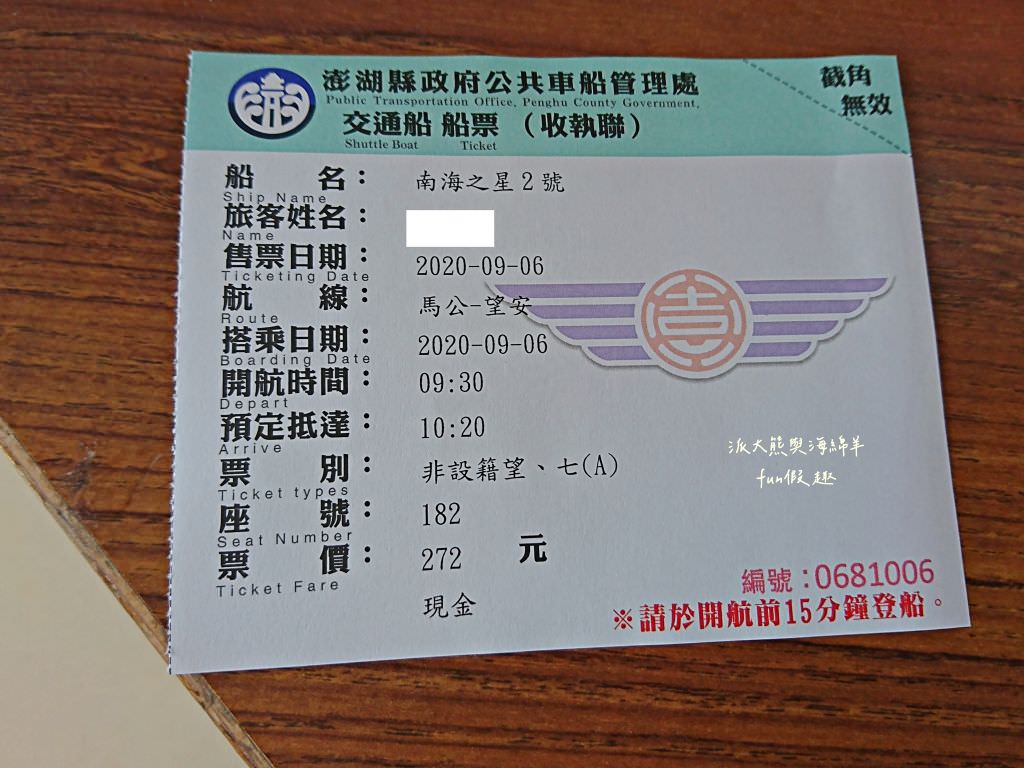 澎湖縣政府公共車船管理處
Public Transportation Office, Penghu County Government.
交通船 船票 （收執聯）
Shuttle Boat Ticket
截角
無效
船名： 南海之星2號
Ship Name
旅客姓名：
Name
售票日期： 2020-09-06
Ticketing Date
航線： 馬公-望安
Route
搭乘日期： 2020-09-06
Boarding Date
開航時間： 09:30
Depart
預定抵達： 10:20
Arrive
票別： 非設籍望、七(A)
Ticket types
座號： 182
Seat Number
票價： 272 元
Ticket Fare
現金
派大熊與海綿羊
fun假趣
編號：0681006
※請於開航前15分鐘登船。